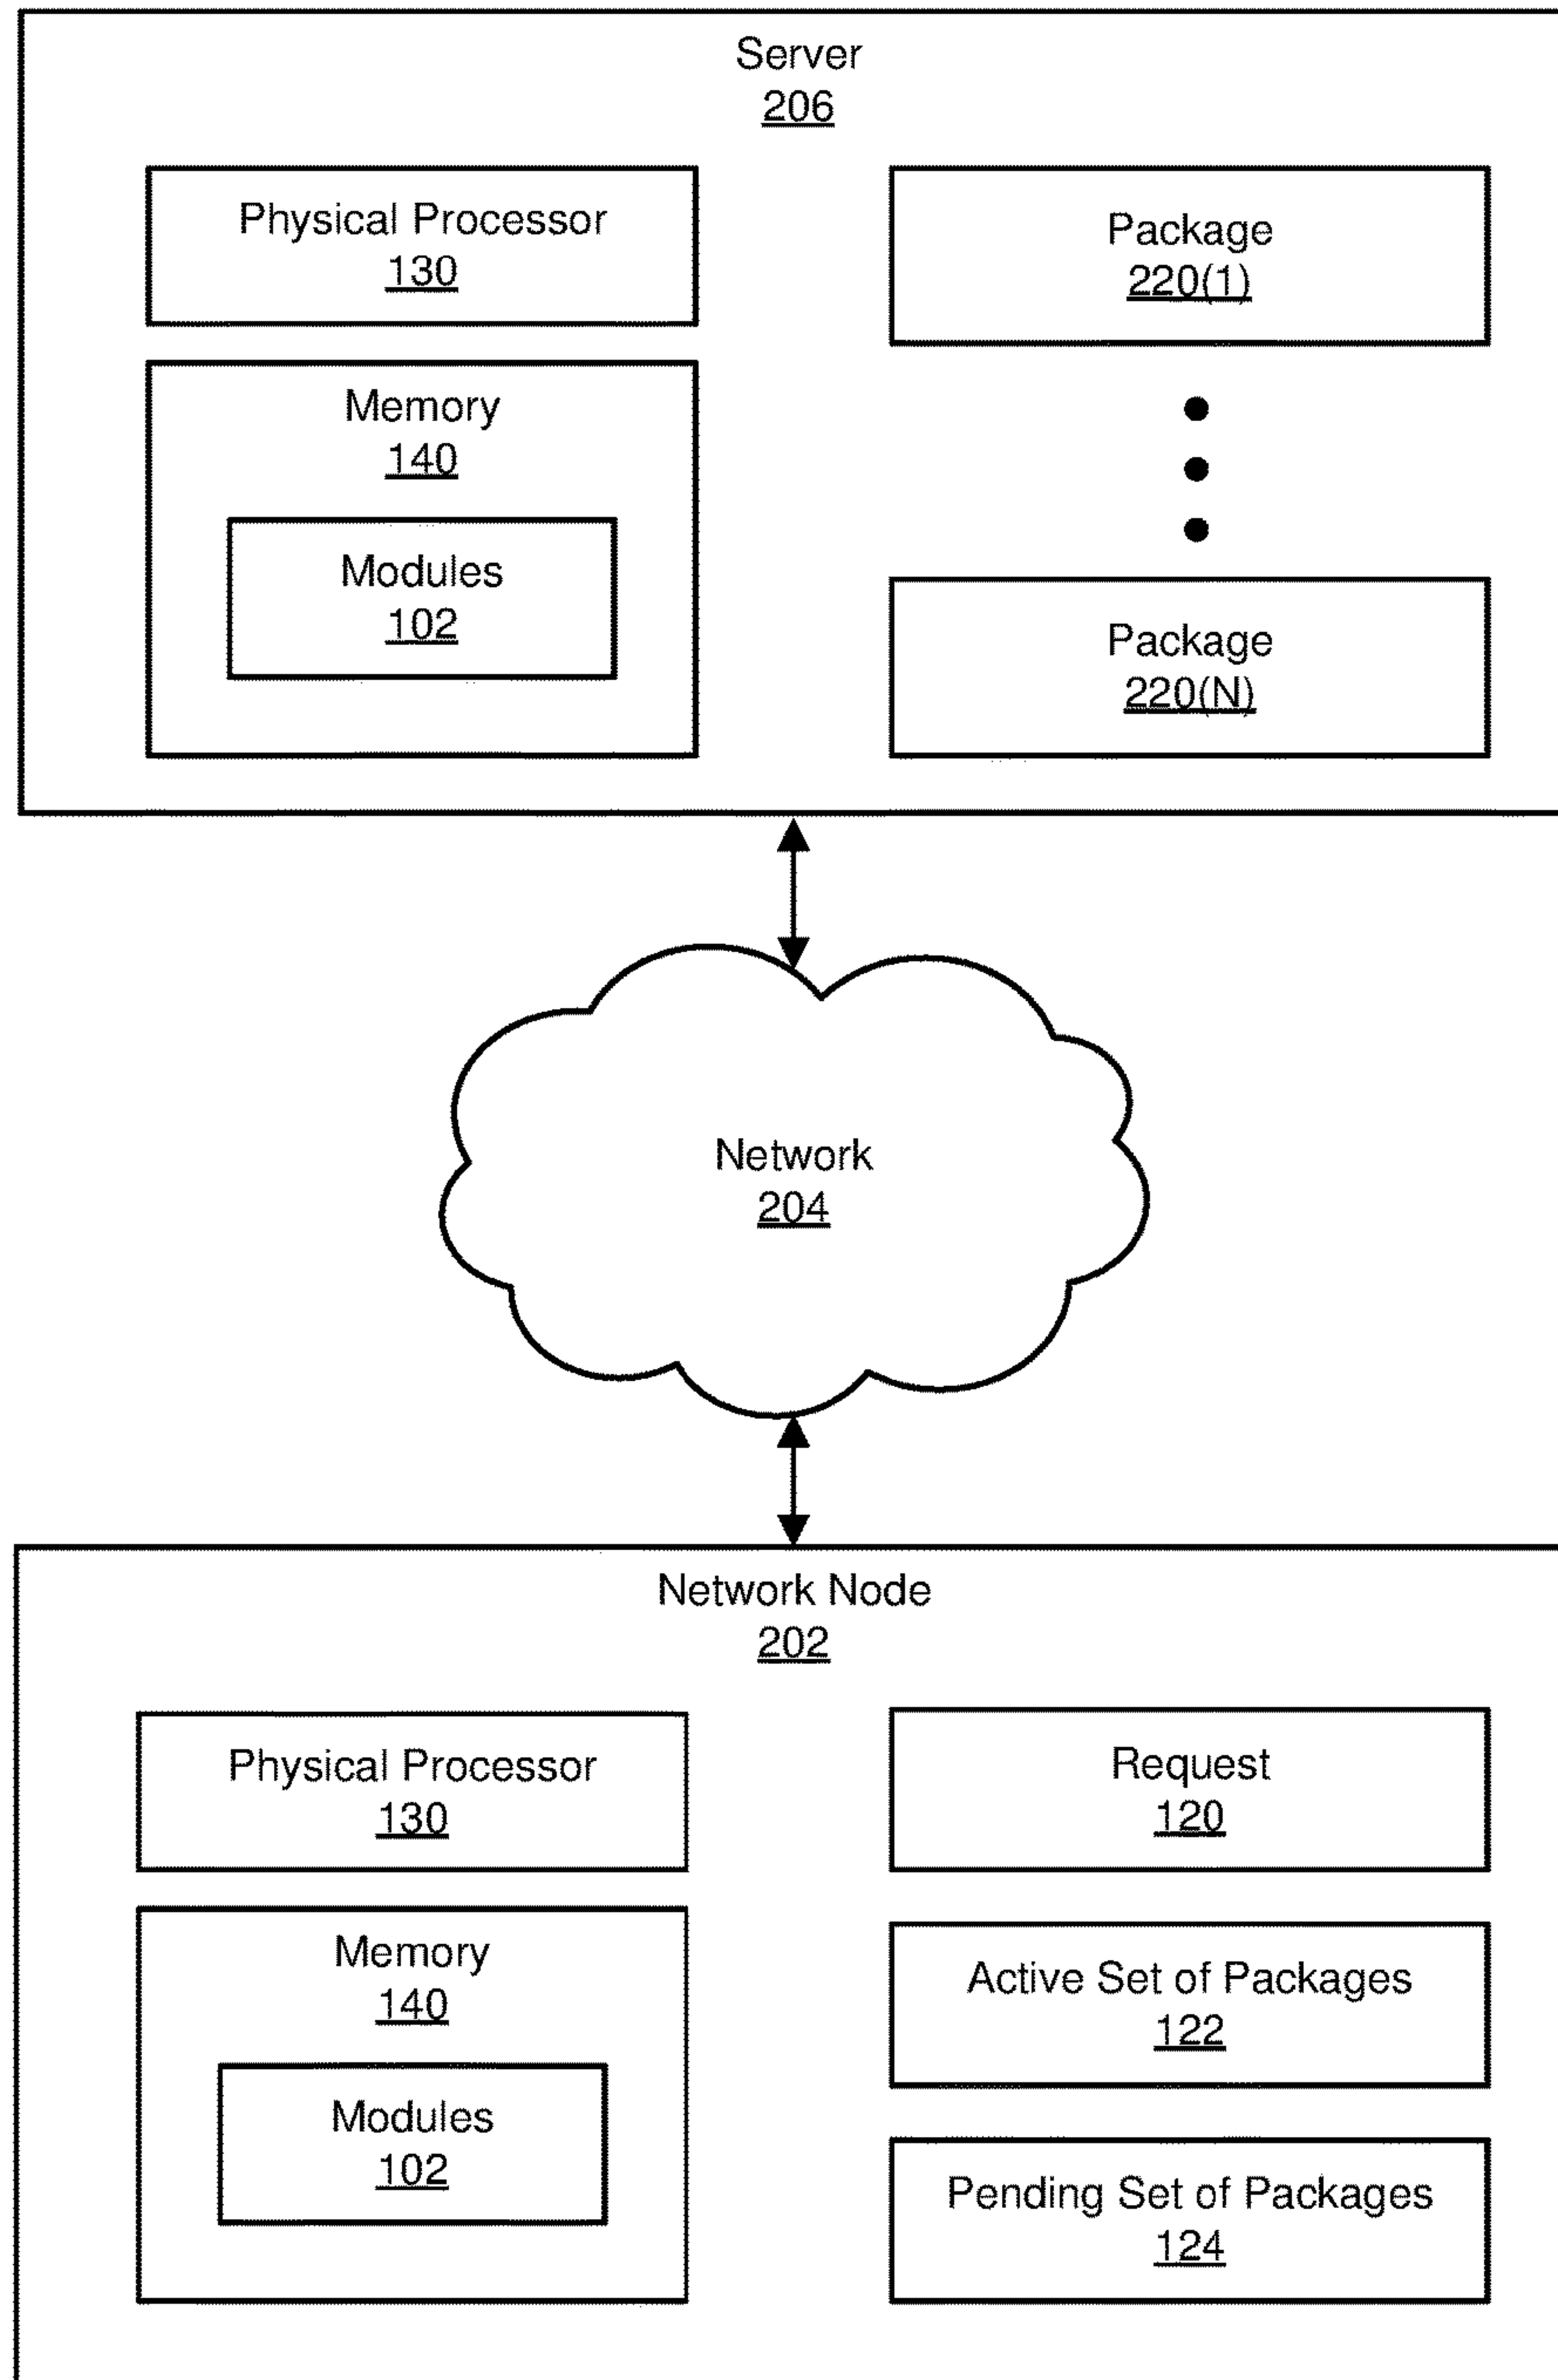 Server
206
Physical Processor
130
Memory
140
Modules
102
Package
220(1)
Package
220(N)
Network
204
Network Node
202
Physical Processor
130
Memory
140
Modules
102
Request
120
Active Set of Packages
122
Pending Set of Packages
124